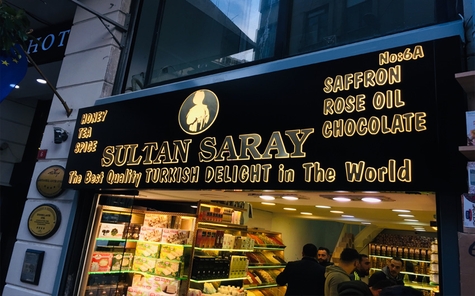 HOT
No:6A
HONEY
TEA
SPICE
SAFFRON
ROSE OIL
CHOCOLATE
SULTAN SARAY
The Best Quality TURKISH DELIGHT in The World